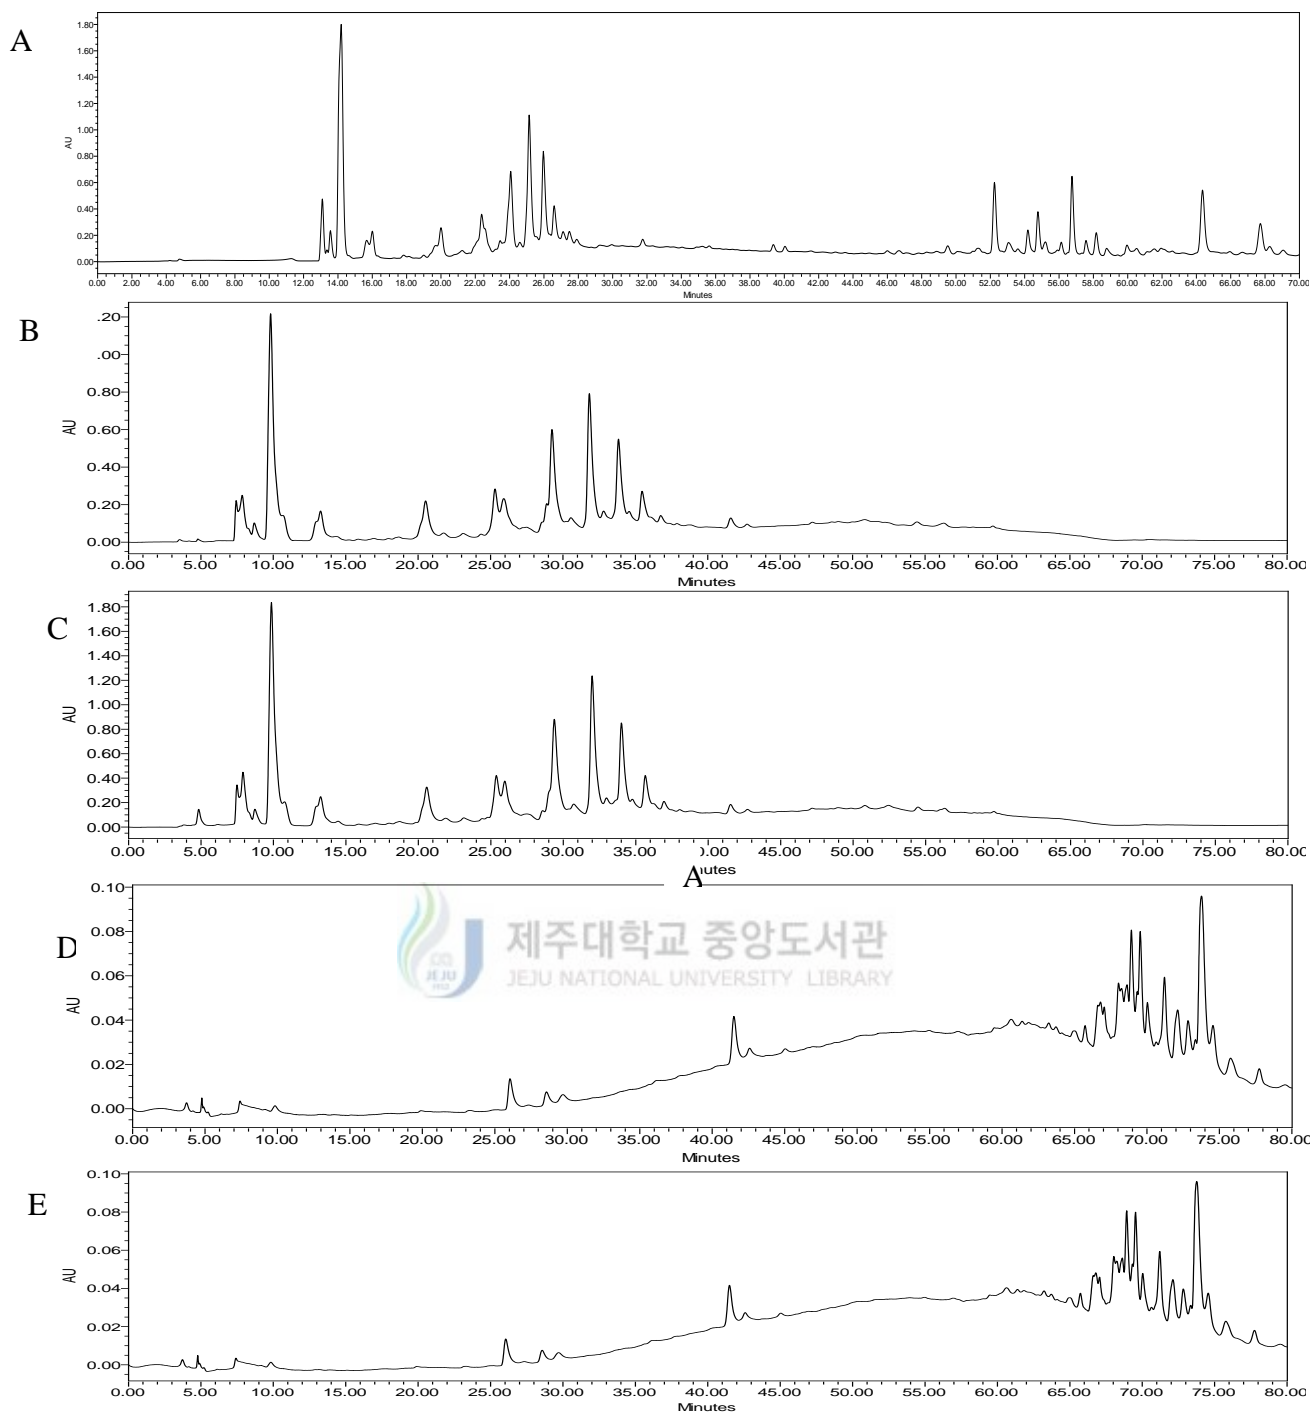 A
1.80
1.60
1.40
1.20
1.00
0.80
0.60
0.40
0.20
0.00
AU
0.00 2.00 4.00 6.00 8.00 10.00 12.00 14.00 16.00 18.00 20.00 22.00 24.00 26.00 28.00 30.00 32.00 34.00 36.00 38.00 40.00 42.00 44.00 46.00 48.00 50.00 52.00 54.00 56.00 58.00 60.00 62.00 64.00 66.00 68.00 70.00
Minutes
B
.20
.00
0.80
0.60
0.40
0.20
0.00
AU
0.00 5.00 10.00 15.00 20.00 25.00 30.00 35.00 40.00 45.00 50.00 55.00 60.00 65.00 70.00 75.00 80.00
Minutes
C
1.80
1.60
1.40
1.20
1.00
0.80
0.60
0.40
0.20
0.00
AU
0.00 5.00 10.00 15.00 20.00 25.00 30.00 35.00 0.00 45.00 50.00 55.00 60.00 65.00 70.00 75.00 80.00
utes
A
D
0.10
0.08
0.06
0.04
0.02
0.00
AU
제주대학교 중앙도서관
JEJU NATIONAL UNIVERSITY LIBRARY
JEJU
1952
0.00 5.00 10.00 15.00 20.00 25.00 30.00 35.00 40.00 45.00 50.00 55.00 60.00 65.00 70.00 75.00 80.00
Minutes
E
0.10
0.08
0.06
0.04
0.02
0.00
AU
0.00 5.00 10.00 15.00 20.00 25.00 30.00 35.00 40.00 45.00 50.00 55.00 60.00 65.00 70.00 75.00 80.00
Minutes